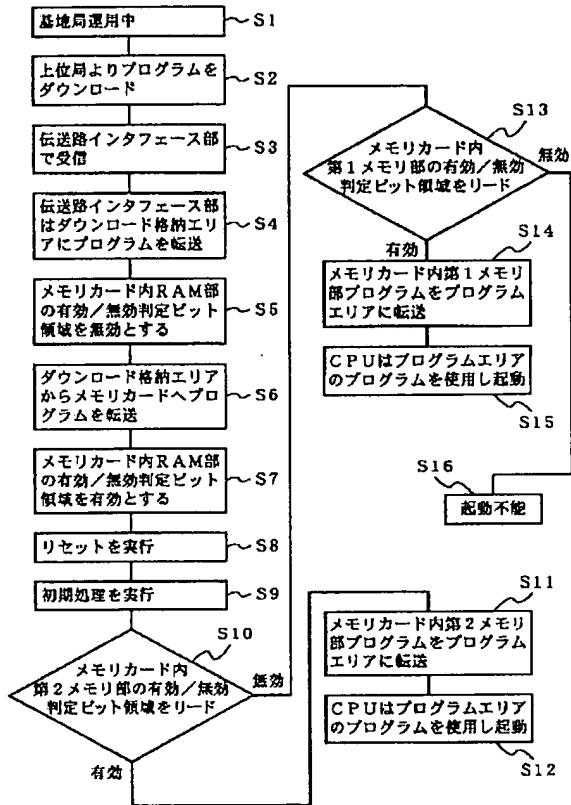 基地局運用中
S1
上位局よりプログラムを
ダウンロード
S2
伝送路インタフェース部
で受信
S3
伝送路インタフェース部
はダウンロード格納エリ
アにプログラムを転送
S4
メモリカード内RAM部
の有効/無効判定ビット
領域を無効とする
S5
ダウンロード格納エリア
からメモリカードへプロ
グラムを転送
S6
メモリカード内RAM部
の有効/無効判定ビット
領域を有効とする
S7
リセットを実行
S8
初期処理を実行
S9
S10
メモリカード内
第2メモリ部の有効/無効
判定ビット領域をリード
無効
有効
S11
メモリカード内第2メモリ
部プログラムをプログラム
エリアに転送
CPUはプログラムエリア
のプログラムを使用し起動
S12
S13
メモリカード内
第1メモリ部の有効/無効
判定ビット領域をリード
無効
有効
S14
メモリカード内第1メモリ
部プログラムをプログラム
エリアに転送
CPUはプログラムエリア
のプログラムを使用し起動
S15
S16
起動不能